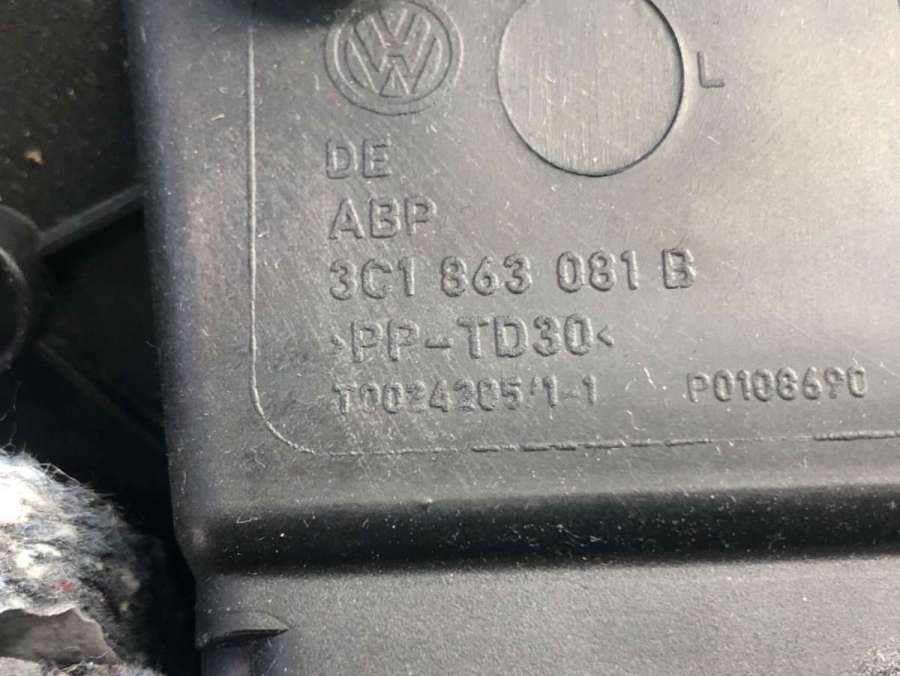 L
DE
ABP
3C1 863 081 B
>PP-TD30<
T0024205/1-1 P0108690